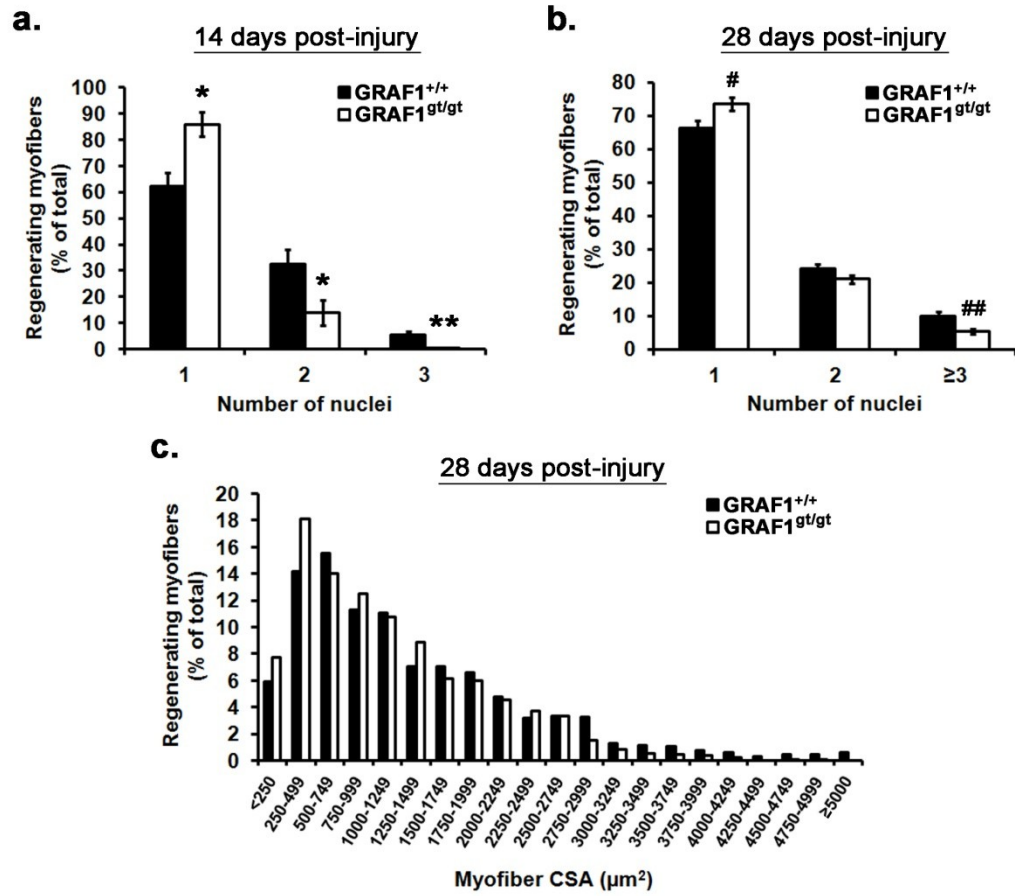 a.
14 days post-injury
Regenerating myofibers
(% of total)
100
90
80
70
60
50
40
30
20
10
0
*
*
**
GRAF1+/+
GRAF1gt/gt
1 2 3
Number of nuclei
b.
28 days post-injury
Regenerating myofibers
(% of total)
80
70
60
50
40
30
20
10
0
#
##
GRAF1+/+
GRAF1gt/gt
1 2 ≥3
Number of nuclei
c.
28 days post-injury
Regenerating myofibers
(% of total)
20
18
16
14
12
10
8
6
4
2
0
GRAF1+/+
GRAF1gt/gt
<250
250-499
500-749
750-999
1000-1249
1250-1499
1500-1749
1750-1999
2000-2249
2250-2499
2500-2749
2750-2999
3000-3249
3250-3499
3500-3749
3750-3999
4000-4249
4250-4499
4500-4749
4750-4999
≥5000
Myofiber CSA (µm²)